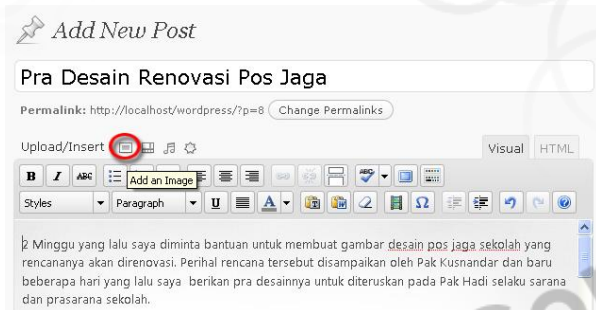 Add New Post
Pra Desain Renovasi Pos Jaga
Permalink: http://localhost/wordpress/?p=8 Change Permalinks
Upload/Insert Visual HTML
B I ABC
Add an Image
Styles Paragraph U A Ω
2 Minggu yang lalu saya diminta bantuan untuk membuat gambar desain pos jaga sekolah yang
rencananya akan direnovasi. Perihal rencana tersebut disampaikan oleh Pak Kusnandar dan baru
beberapa hari yang lalu saya berikan pra desainnya untuk diteruskan pada Pak Hadi selaku sarana
dan prasarana sekolah.